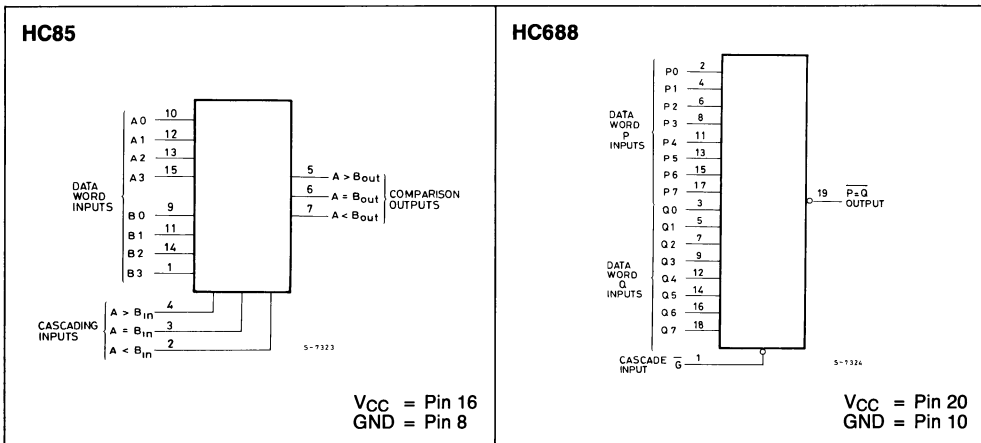 HC85
A0 10
A1 12
A2 13
A3 15
DATA
WORD
INPUTS
B0 9
B1 11
B2 14
B3 1
5 A > Bout
6 A = Bout
7 A < Bout
COMPARISON
OUTPUTS
CASCADING
INPUTS
A > Bin 4
A = Bin 3
A < Bin 2
S-7323
VCC = Pin 16
GND = Pin 8
HC688
DATA
WORD
P
INPUTS
P0 2
P1 4
P2 6
P3 8
P4 11
P5 13
P6 15
P7 17
19 P=Q
OUTPUT
DATA
WORD
Q
INPUTS
Q0 3
Q1 5
Q2 7
Q3 9
Q4 12
Q5 14
Q6 16
Q7 18
CASCADE G 1
INPUT
S-7324
VCC = Pin 20
GND = Pin 10